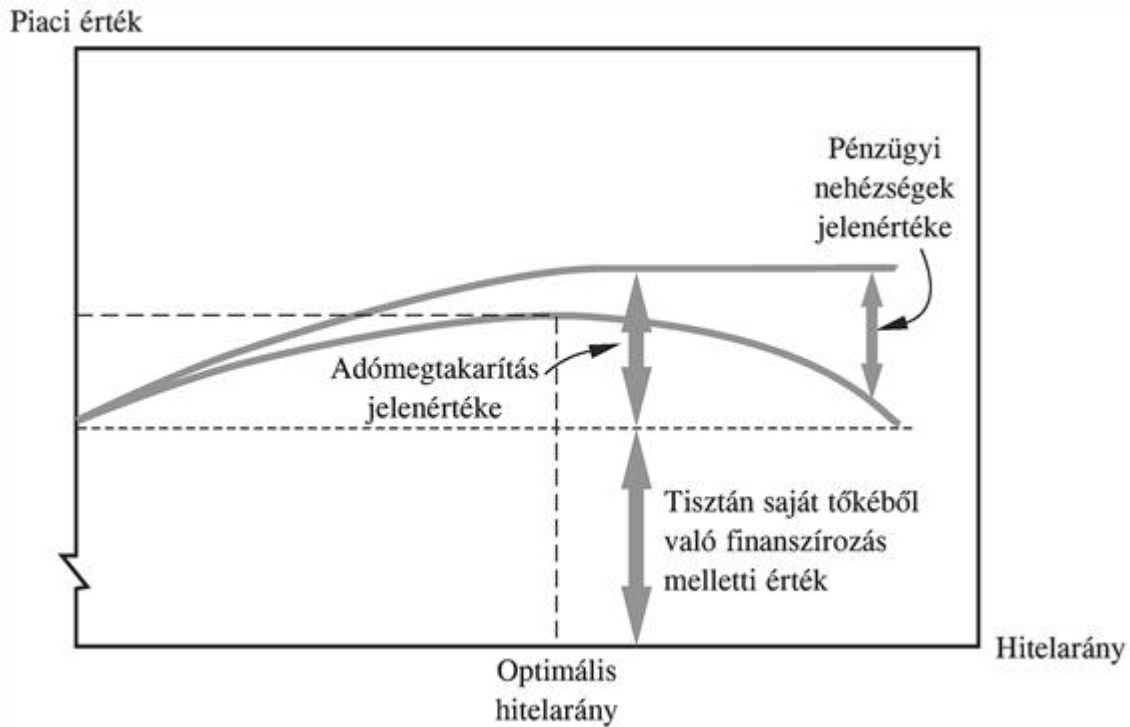 Piaci érték
Pénzügyi
nehézségek
jelenértéke
Adómegtakarítás
jelenértéke
Tisztán saját tőkéből
való finanszírozás
melletti érték
Hitelarány
Optimális
hitelarány